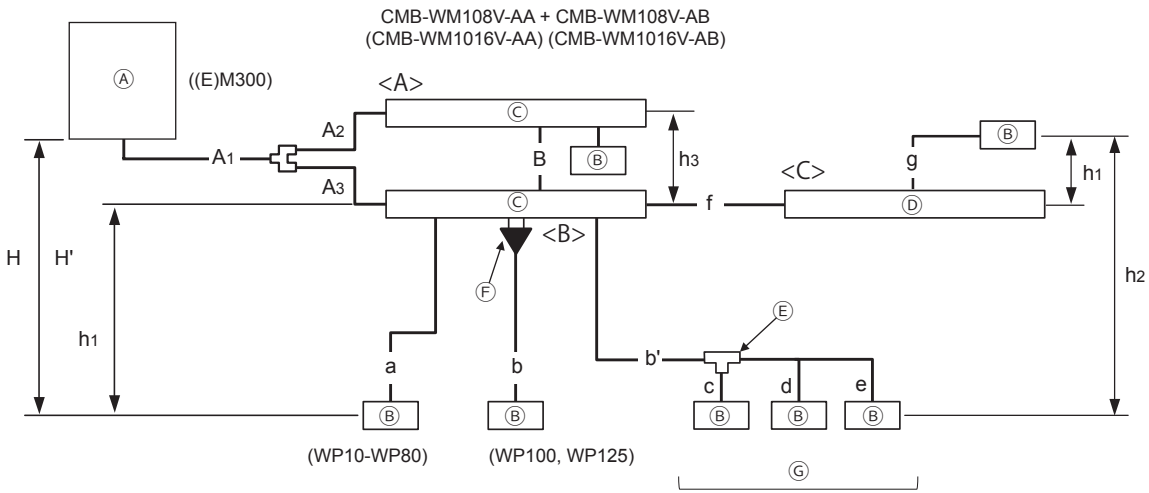 CMB-WM108V-AA + CMB-WM108V-AB
(CMB-WM1016V-AA) (CMB-WM1016V-AB)
Ⓐ
((E)M300)
<A>
Ⓒ
A2
A1
A3
B
Ⓑ
h3
Ⓑ
g
h1
<C>
Ⓒ
f
Ⓓ
<B>
Ⓕ
H
H'
h1
h2
Ⓔ
a
b
b'
c
d
e
Ⓑ
Ⓑ
Ⓑ
Ⓑ
Ⓑ
(WP10-WP80)
(WP100, WP125)
Ⓖ